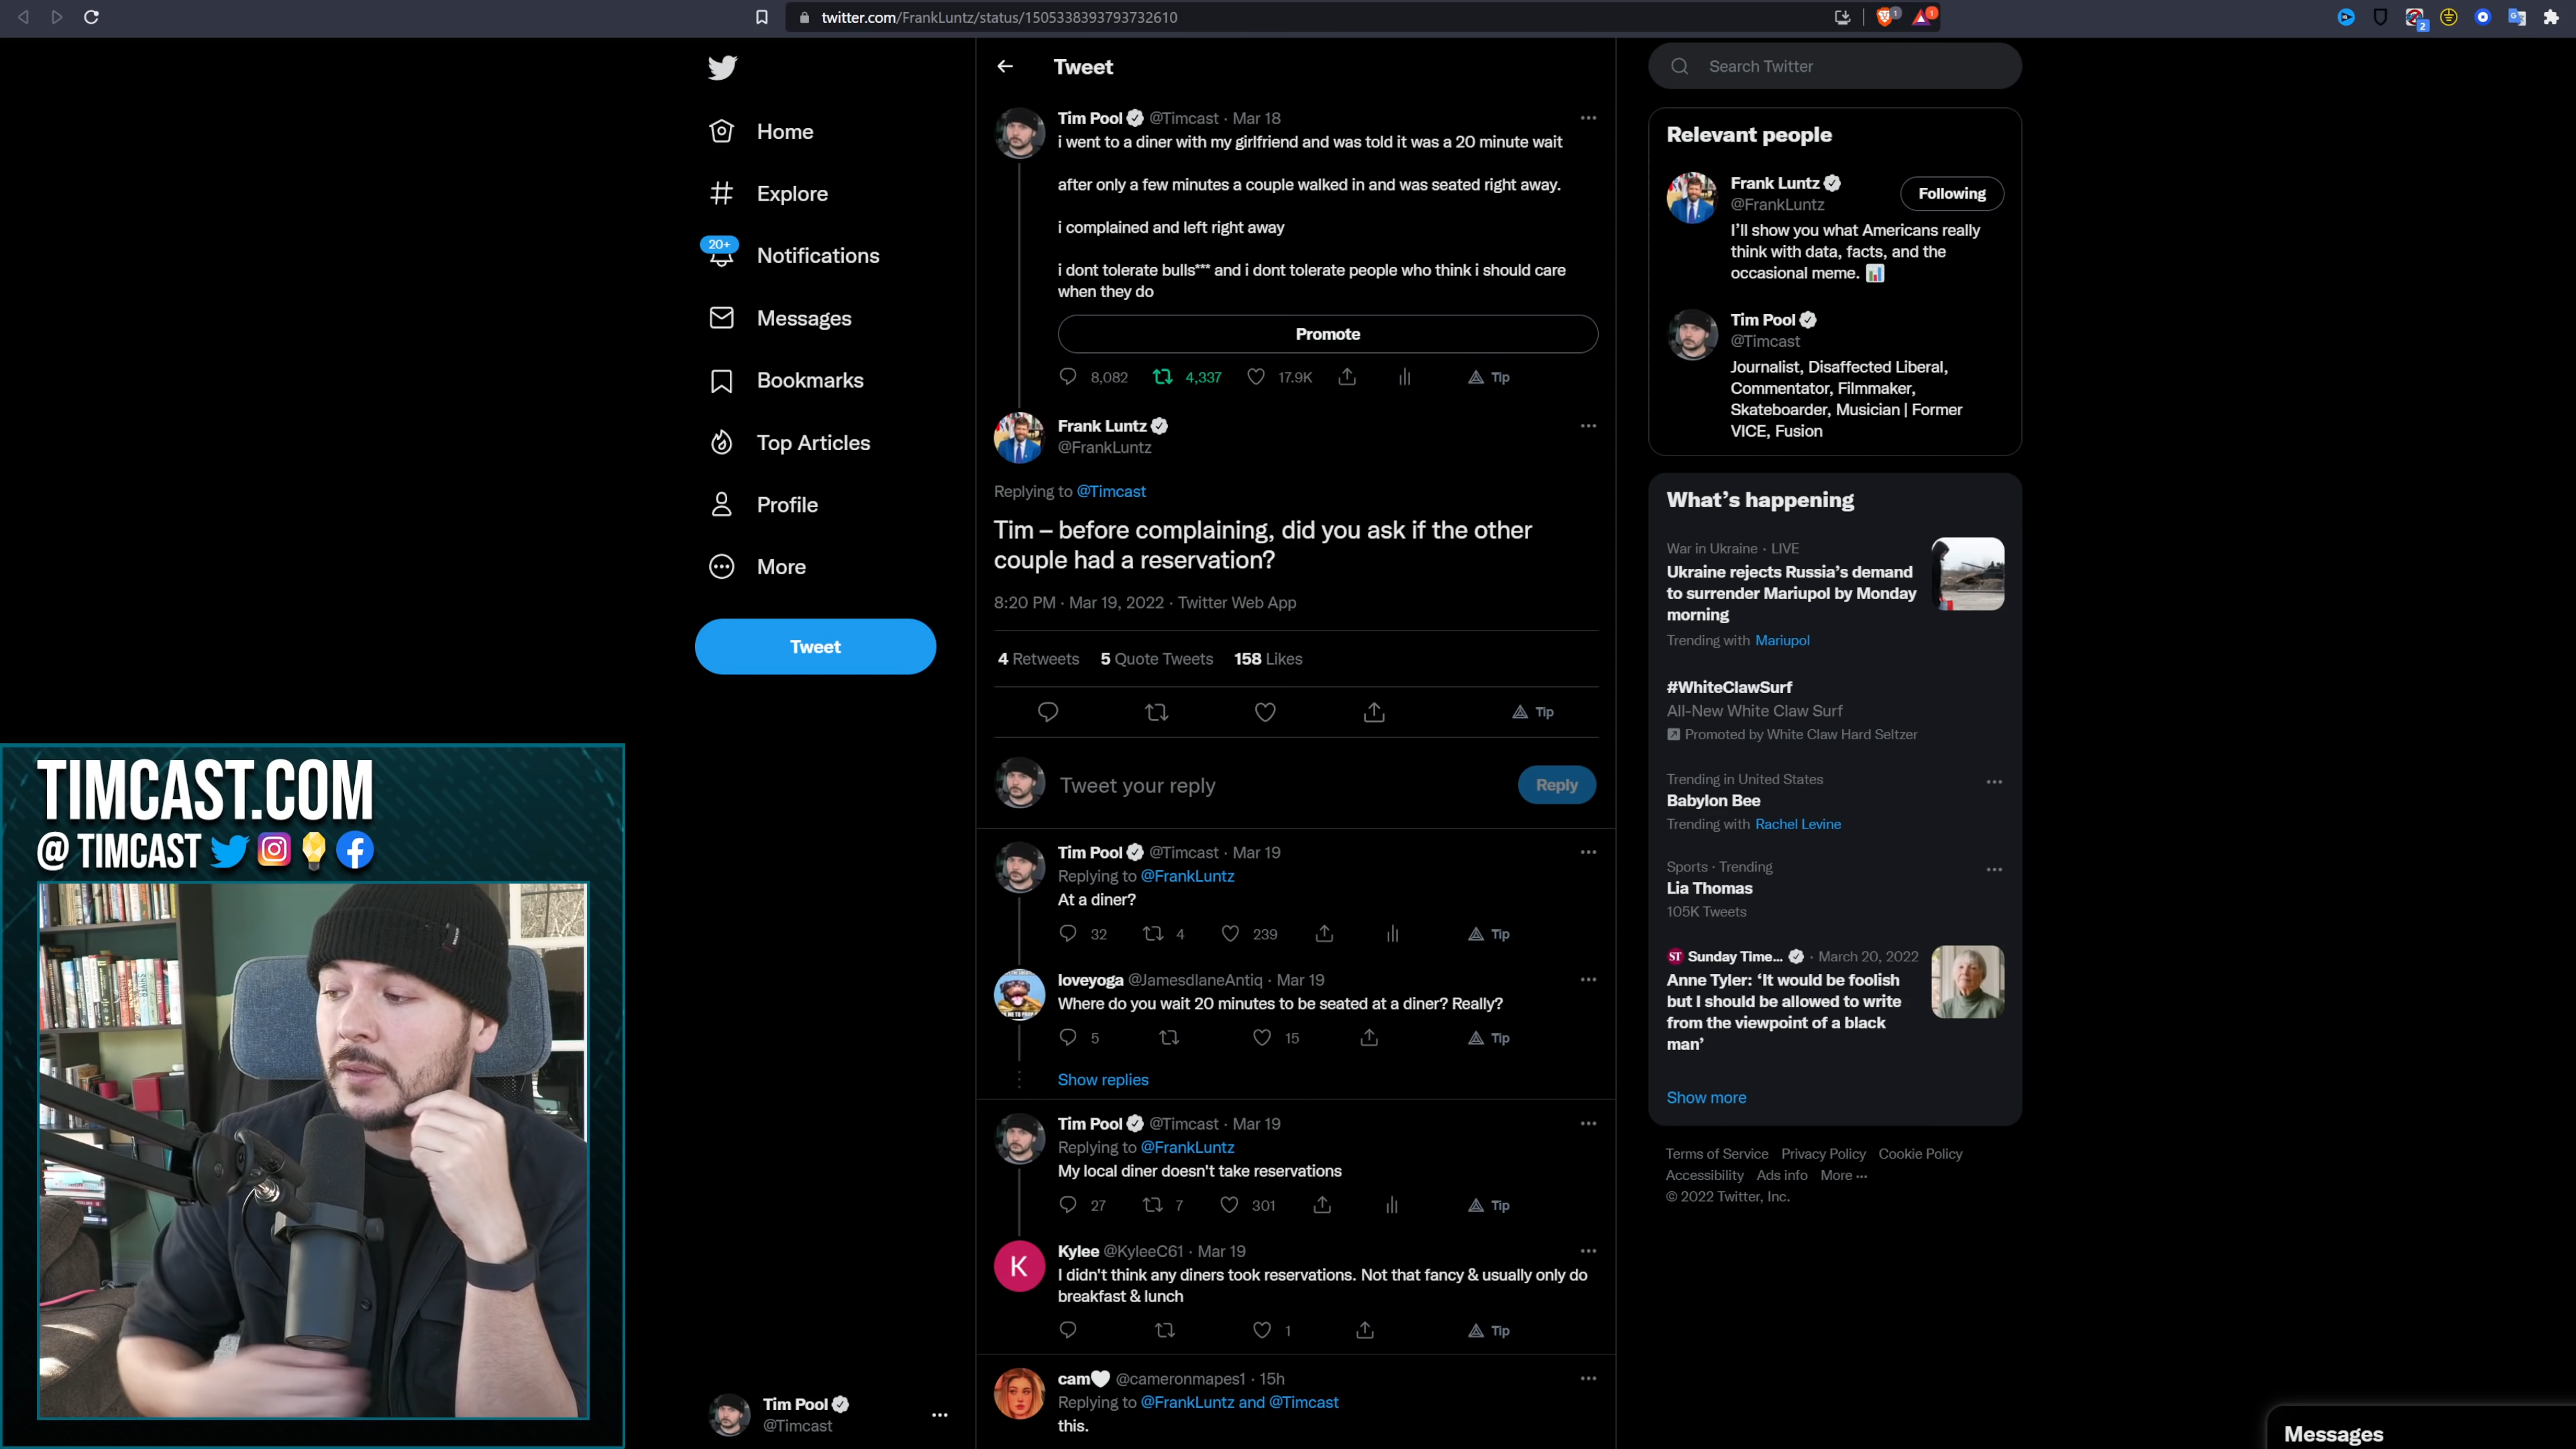 twitter.com/FrankLuntz/status/1505338393793732610
1
1
2
Home
Explore
20+
Notifications
Messages
Bookmarks
Top Articles
Profile
More
Tweet
Tim Pool
@Timcast
Tweet
Tim Pool @Timcast · Mar 18
i went to a diner with my girlfriend and was told it was a 20 minute wait
after only a few minutes a couple walked in and was seated right away.
i complained and left right away
i dont tolerate bulls*** and i dont tolerate people who think i should care
when they do
Promote
8,082 4,337 17.9K Tip
Frank Luntz
@FrankLuntz
Replying to @Timcast
Tim – before complaining, did you ask if the other
couple had a reservation?
8:20 PM · Mar 19, 2022 · Twitter Web App
4 Retweets 5 Quote Tweets 158 Likes
Tip
Tweet your reply
Reply
Tim Pool @Timcast · Mar 19
Replying to @FrankLuntz
At a diner?
32 4 239 Tip
loveyoga @JamesdlaneAntiq · Mar 19
Where do you wait 20 minutes to be seated at a diner? Really?
5 15 Tip
Show replies
Tim Pool @Timcast · Mar 19
Replying to @FrankLuntz
My local diner doesn't take reservations
27 7 301 Tip
K
Kylee @KyleeC61 · Mar 19
I didn't think any diners took reservations. Not that fancy & usually only do
breakfast & lunch
1 Tip
cam🤍 @cameronmapes1 · 15h
Replying to @FrankLuntz and @Timcast
this.
Search Twitter
Relevant people
Frank Luntz
@FrankLuntz
Following
I'll show you what Americans really
think with data, facts, and the
occasional meme. 📊
Tim Pool
@Timcast
Journalist, Disaffected Liberal,
Commentator, Filmmaker,
Skateboarder, Musician | Former
VICE, Fusion
What's happening
War in Ukraine · LIVE
Ukraine rejects Russia's demand
to surrender Mariupol by Monday
morning
Trending with Mariupol
#WhiteClawSurf
All-New White Claw Surf
Promoted by White Claw Hard Seltzer
Trending in United States
Babylon Bee
Trending with Rachel Levine
Sports · Trending
Lia Thomas
105K Tweets
ST Sunday Time... · March 20, 2022
Anne Tyler: ‘It would be foolish
but I should be allowed to write
from the viewpoint of a black
man’
Show more
Terms of Service Privacy Policy Cookie Policy
Accessibility Ads info More ···
© 2022 Twitter, Inc.
Messages
TIMCAST.COM
@ TIMCAST